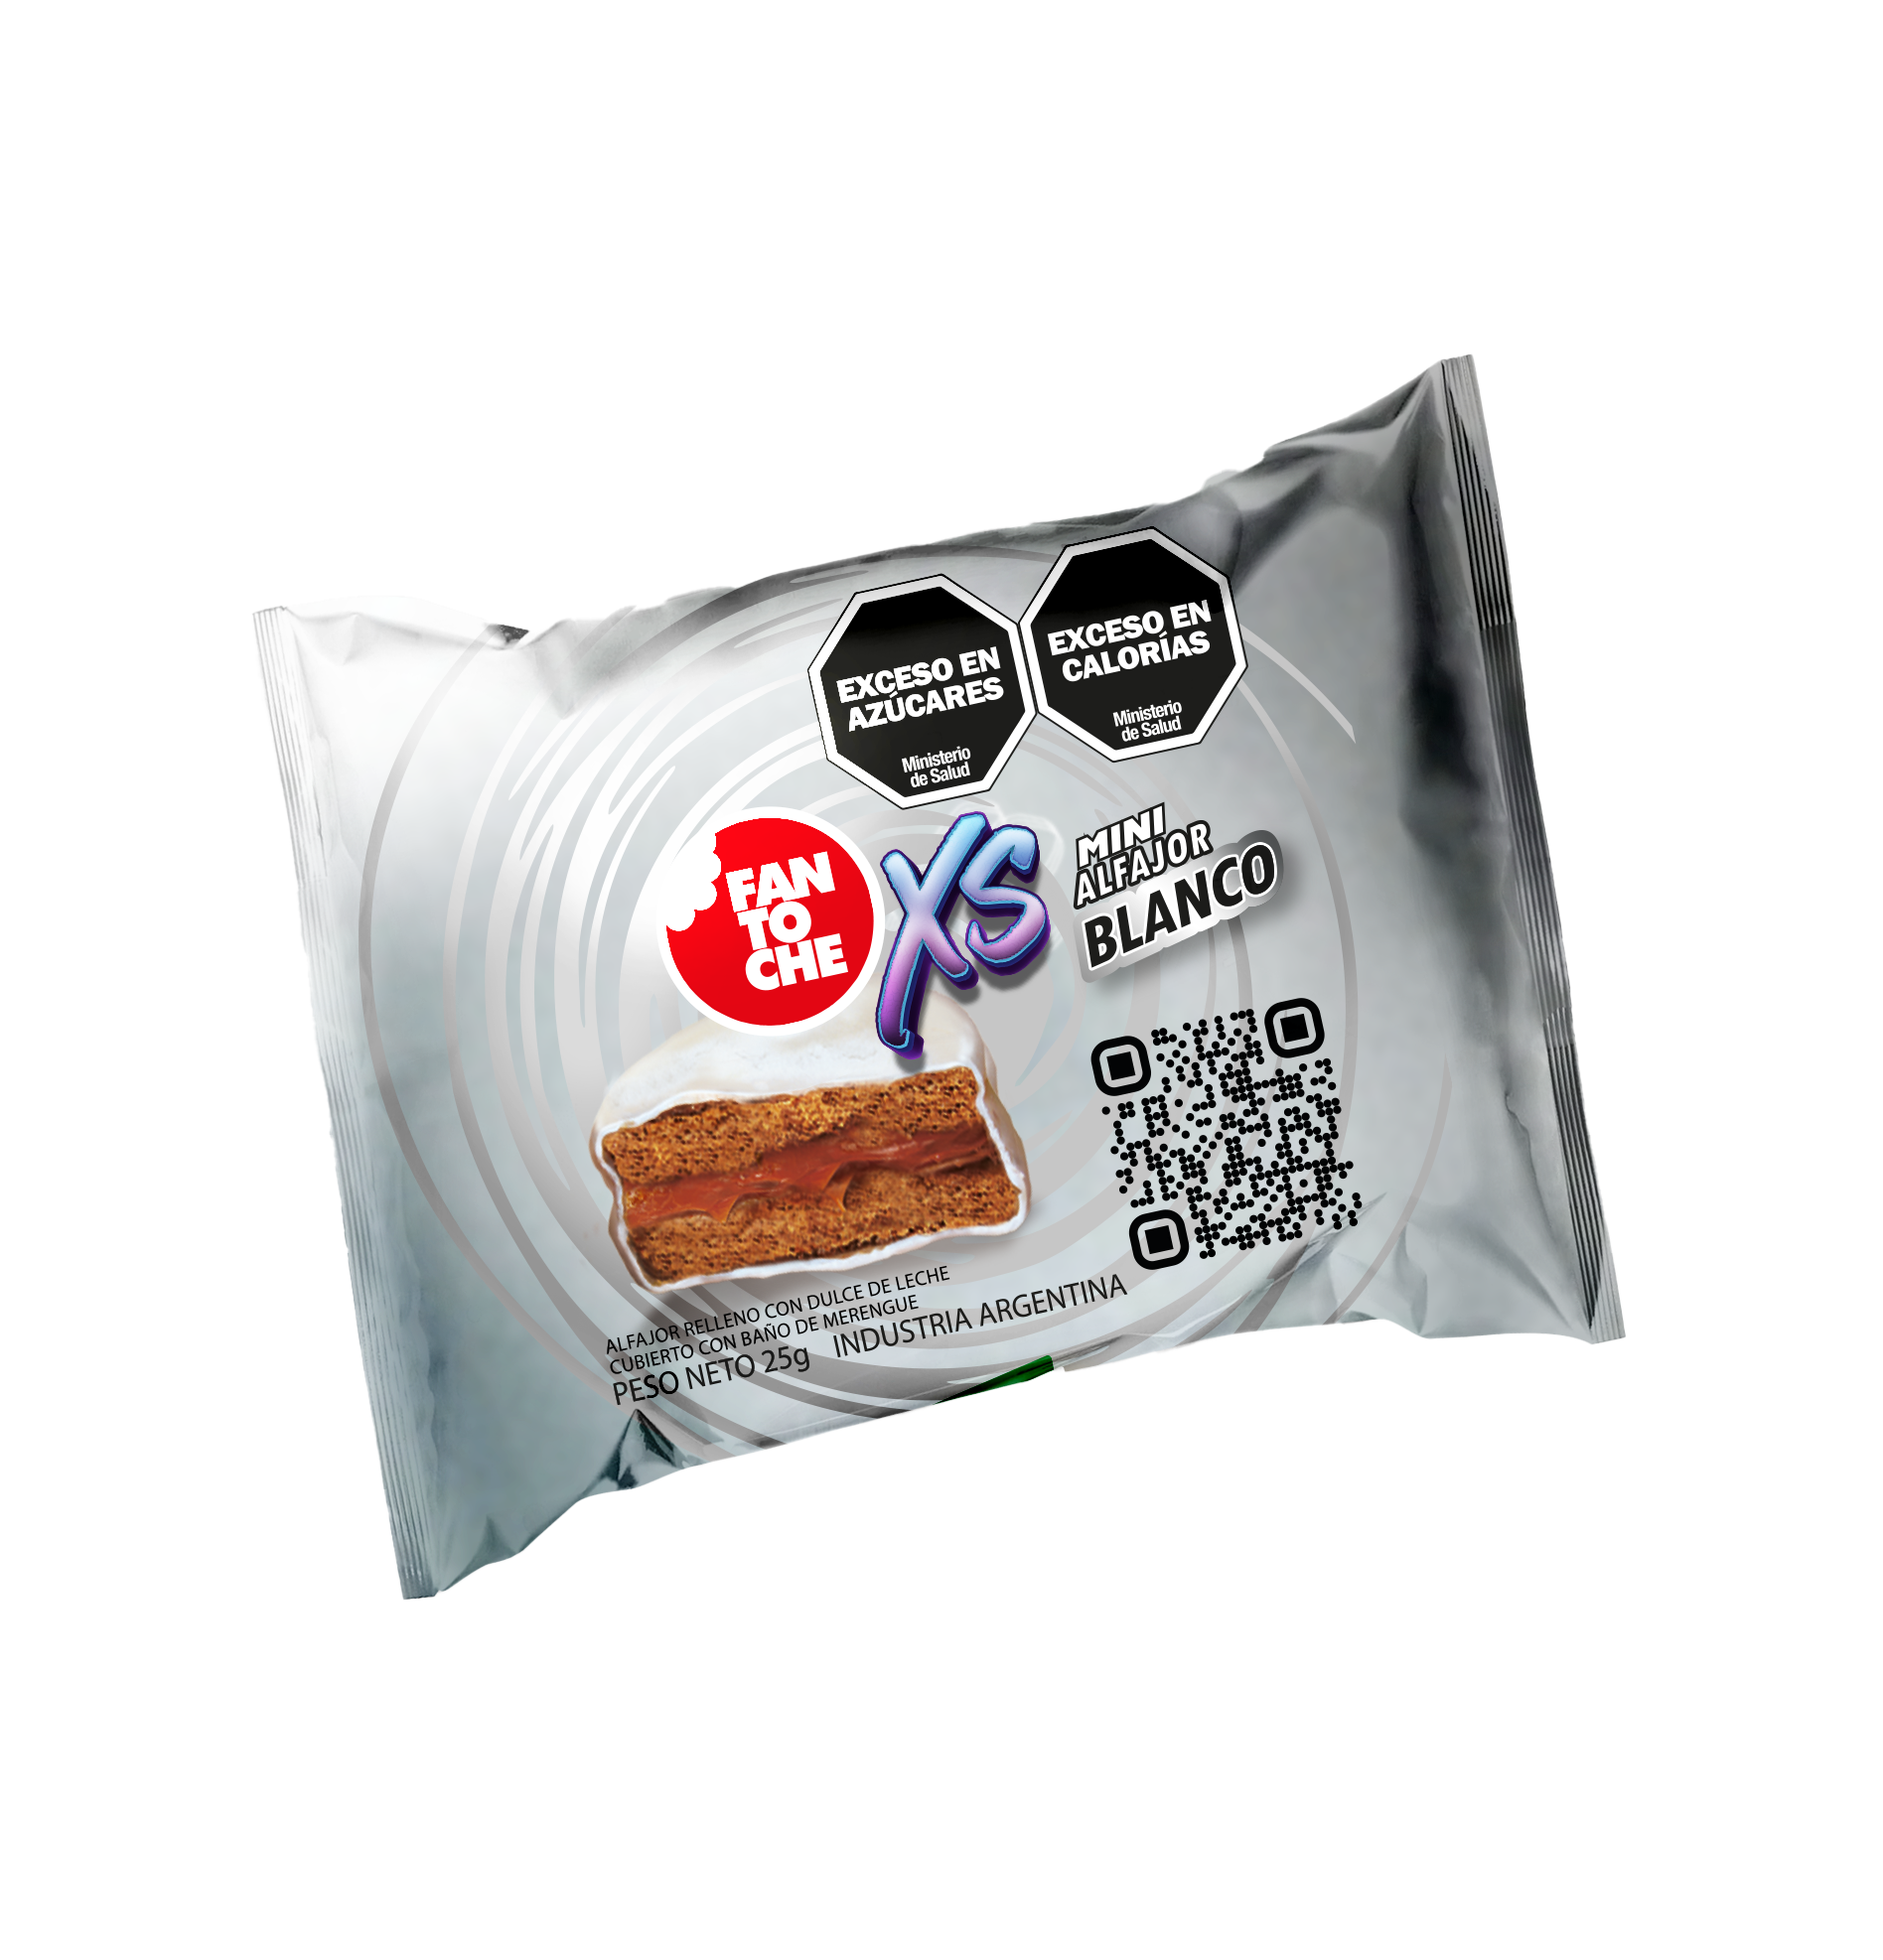 EXCESO EN
AZÚCARES
Ministerio
de Salud
EXCESO EN
CALORÍAS
Ministerio
de Salud
FAN
TO
CHE
XS
MINI
ALFAJOR
BLANCO
ALFAJOR RELLENO CON DULCE DE LECHE
CUBIERTO CON BAÑO DE MERENGUE
PESO NETO 25g INDUSTRIA ARGENTINA